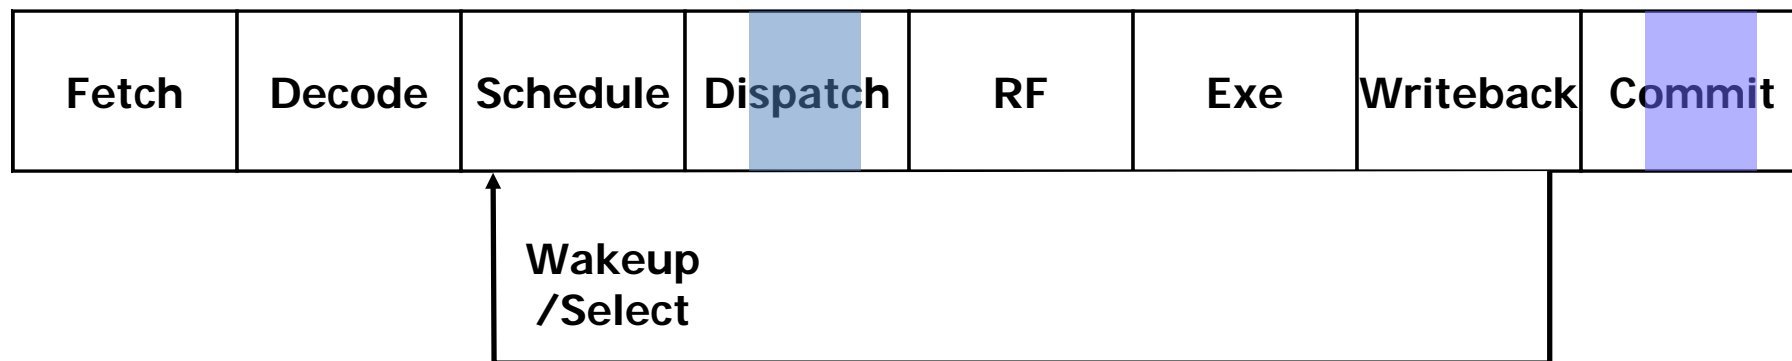 Fetch Decode Schedule Dispatch RF Exe Writeback Commit
Wakeup
/Select